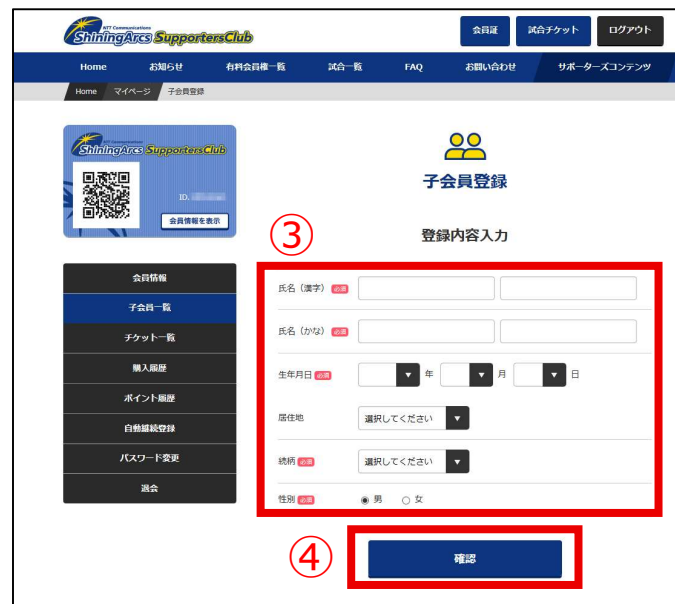 NTT Communications
ShiningArcs SupportersClub
会員証 試合チケット ログアウト
Home お知らせ 有料会員権一覧 試合一覧 FAQ お問い合わせ サポーターズコンテンツ
Home マイページ 子会員登録
NTT Communications
ShiningArcs SupportersClub
ID.
会員情報を表示
子会員登録
登録内容入力
③
会員情報
子会員一覧
チケット一覧
購入履歴
ポイント履歴
自動継続登録
パスワード変更
退会
氏名（漢字） 必須
氏名（かな） 必須
生年月日 必須 年 月 日
居住地 選択してください
続柄 必須 選択してください
性別 必須 男 女
④
確認